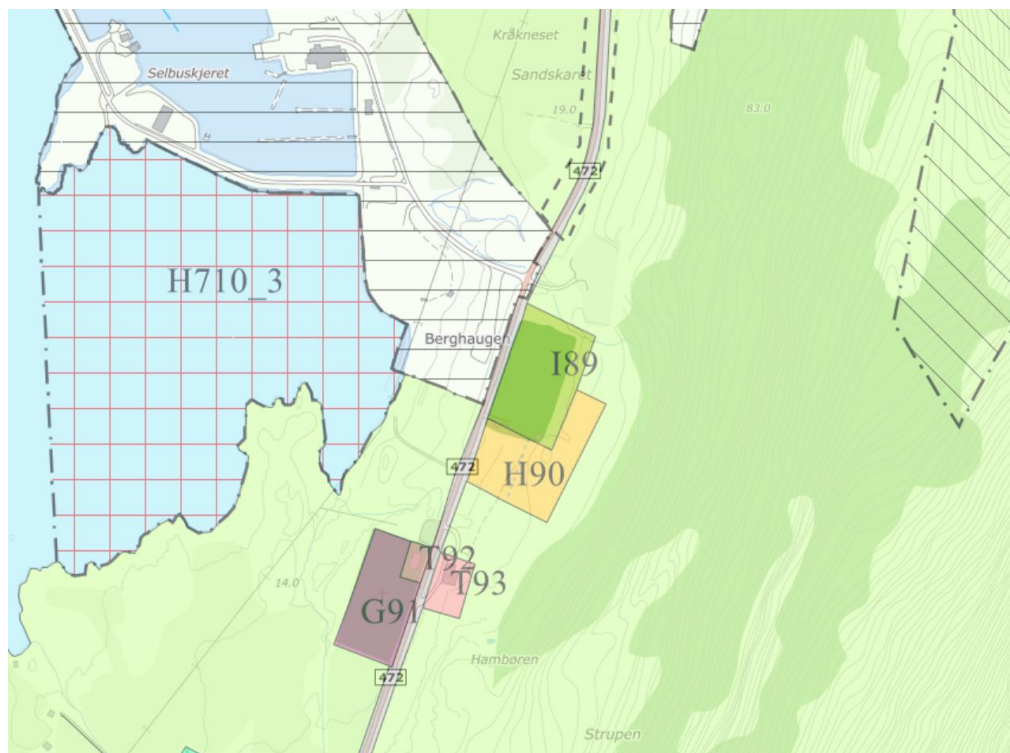 Kråkneset
Selbuskjeret
Sandskaret
19.0
83.0
472
H710_3
Berghaugen
I89
472
H90
T92
T93
14.0
G91
Hambøren
472
Strupen